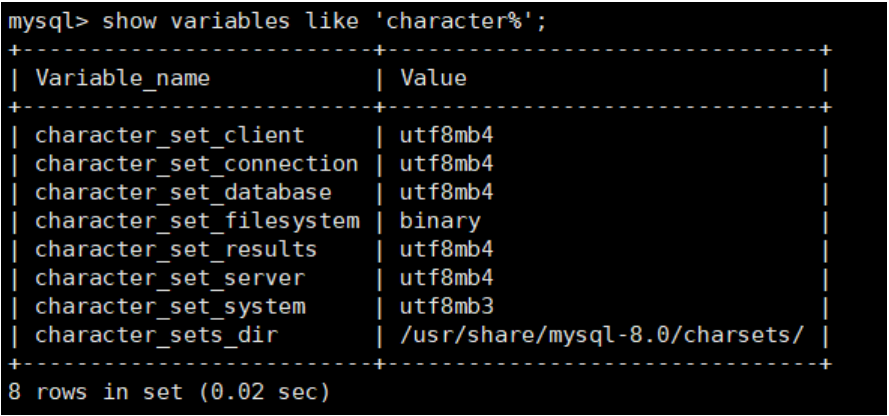 mysql> show variables like 'character%';
+--------------------------+--------------------------------+
| Variable_name            | Value                          |
+--------------------------+--------------------------------+
| character_set_client     | utf8mb4                        |
| character_set_connection | utf8mb4                        |
| character_set_database   | utf8mb4                        |
| character_set_filesystem | binary                         |
| character_set_results    | utf8mb4                        |
| character_set_server     | utf8mb4                        |
| character_set_system     | utf8mb3                        |
| character_sets_dir       | /usr/share/mysql-8.0/charsets/ |
+--------------------------+--------------------------------+
8 rows in set (0.02 sec)